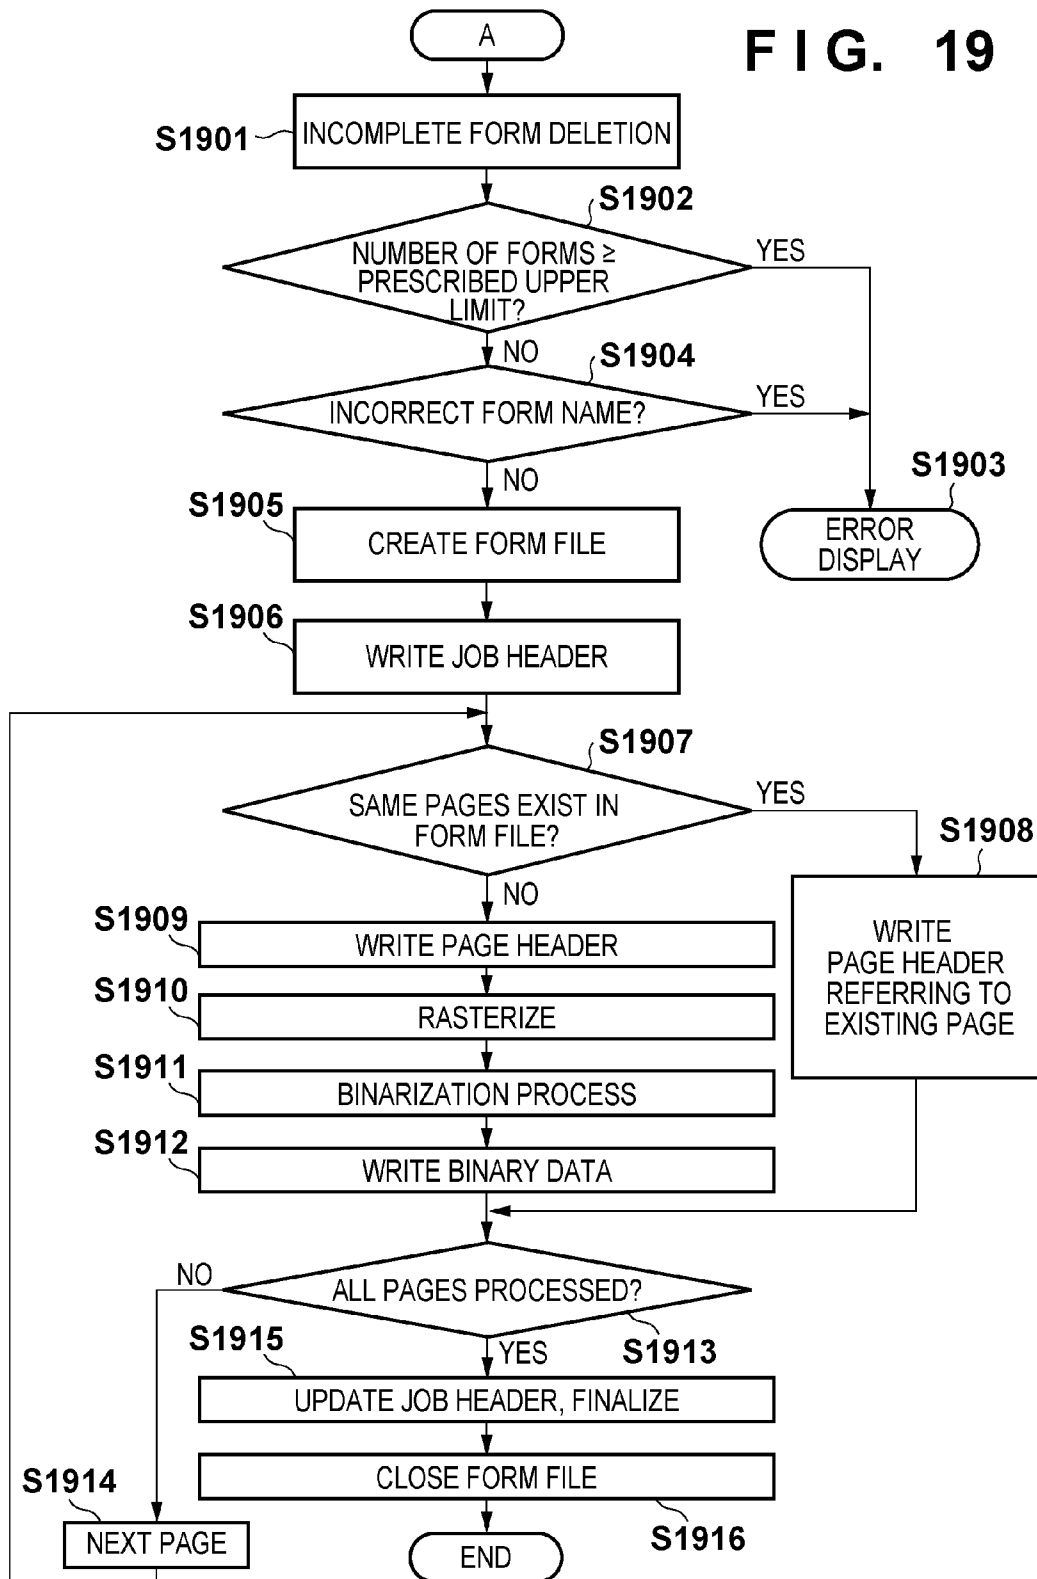 A
FIG. 19
S1901
INCOMPLETE FORM DELETION
S1902
NUMBER OF FORMS ≥
PRESCRIBED UPPER
LIMIT?
YES
NO
S1904
INCORRECT FORM NAME?
YES
NO
S1903
ERROR
DISPLAY
S1905
CREATE FORM FILE
S1906
WRITE JOB HEADER
S1907
SAME PAGES EXIST IN
FORM FILE?
YES
NO
S1908
WRITE
PAGE HEADER
REFERRING TO
EXISTING PAGE
S1909
WRITE PAGE HEADER
S1910
RASTERIZE
S1911
BINARIZATION PROCESS
S1912
WRITE BINARY DATA
NO
ALL PAGES PROCESSED?
S1913
YES
S1915
UPDATE JOB HEADER, FINALIZE
CLOSE FORM FILE
S1916
S1914
NEXT PAGE
END